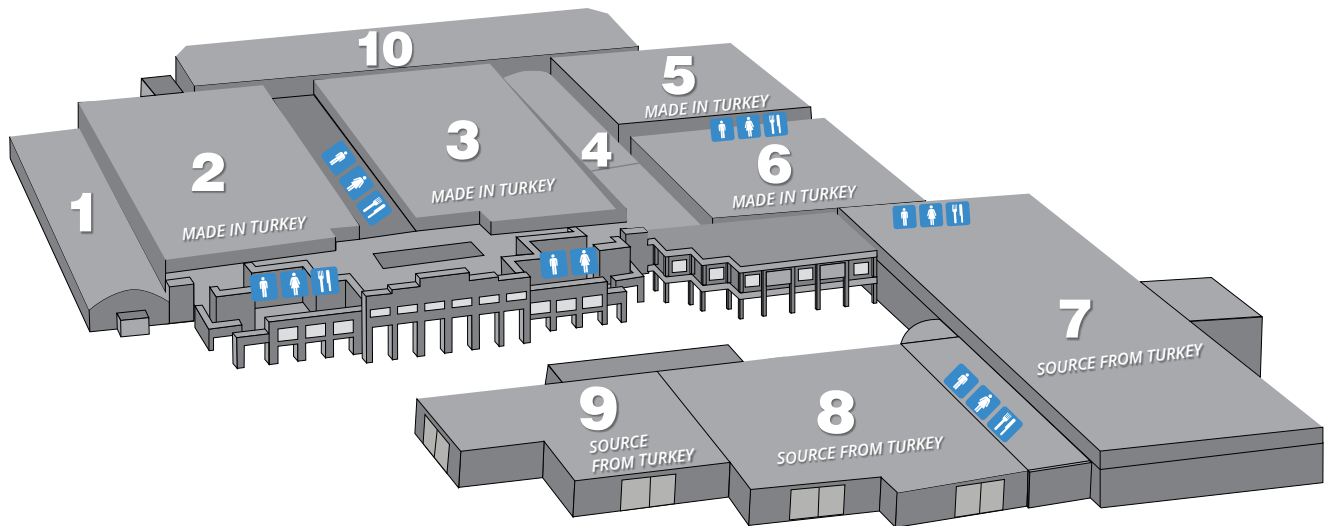 10
5
MADE IN TURKEY
3
MADE IN TURKEY
4
6
MADE IN TURKEY
2
MADE IN TURKEY
1
7
SOURCE FROM TURKEY
9
SOURCE
FROM TURKEY
8
SOURCE FROM TURKEY